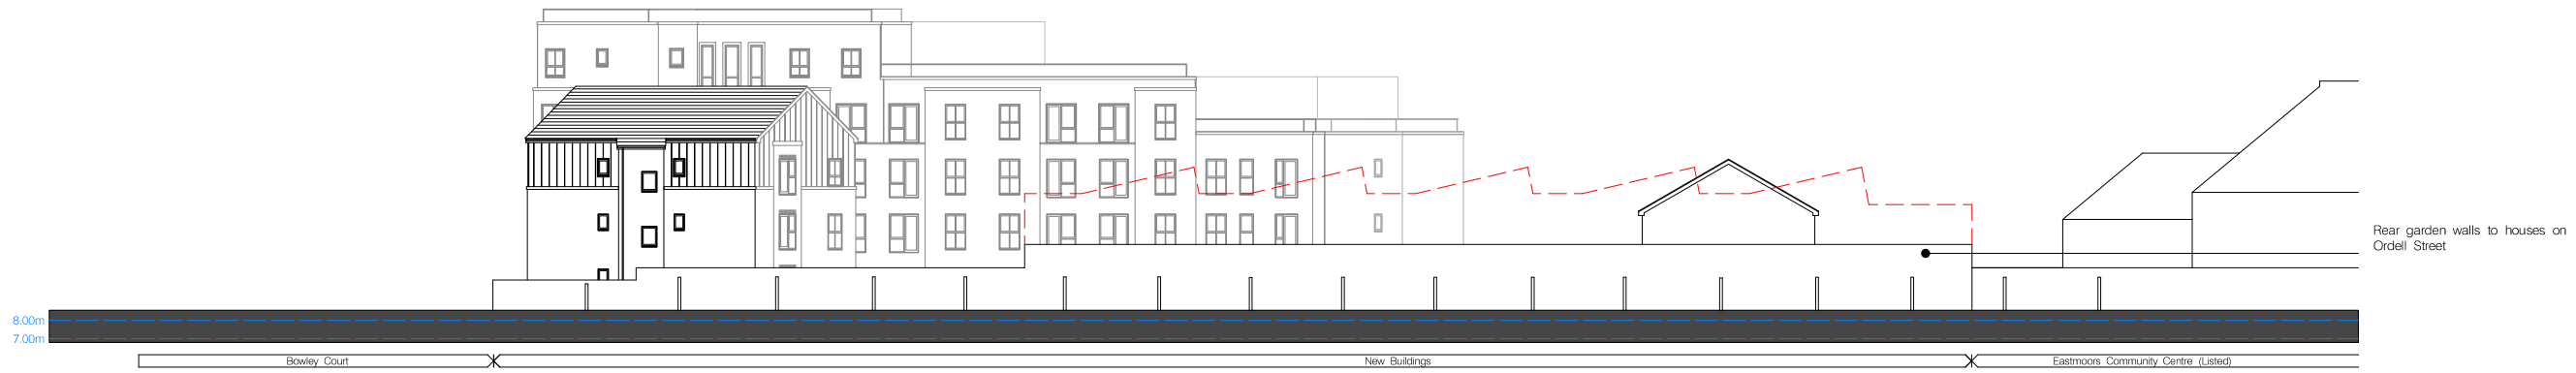 Rear garden walls to houses on
Ordell Street
8.00m
7.00m
Bowley Court
New Buildings
Eastmoors Community Centre (Listed)